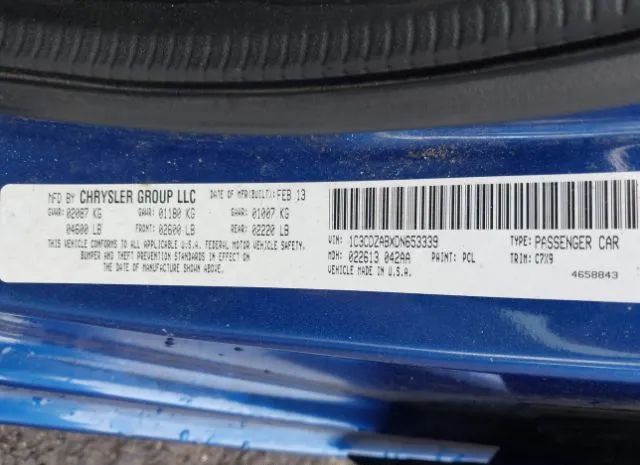 MFD BY CHRYSLER GROUP LLC DATE OF MFR(BUILT): FEB 13
GVWR: 02087 KG GAWR: 01180 KG GAWR: 01007 KG
04600 LB FRONT: 02600 LB REAR: 02220 LB
THIS VEHICLE CONFORMS TO ALL APPLICABLE U.S.A. FEDERAL MOTOR VEHICLE SAFETY,
BUMPER AND THEFT PREVENTION STANDARDS IN EFFECT ON THE DATE OF MANUFACTURE SHOWN ABOVE.
VIN: 1C3CDZABXDN653339 TYPE: PASSENGER CAR
MDH: 022613 042AA PAINT: PCL TRIM: C7X9
VEHICLE MADE IN U.S.A. 4658843